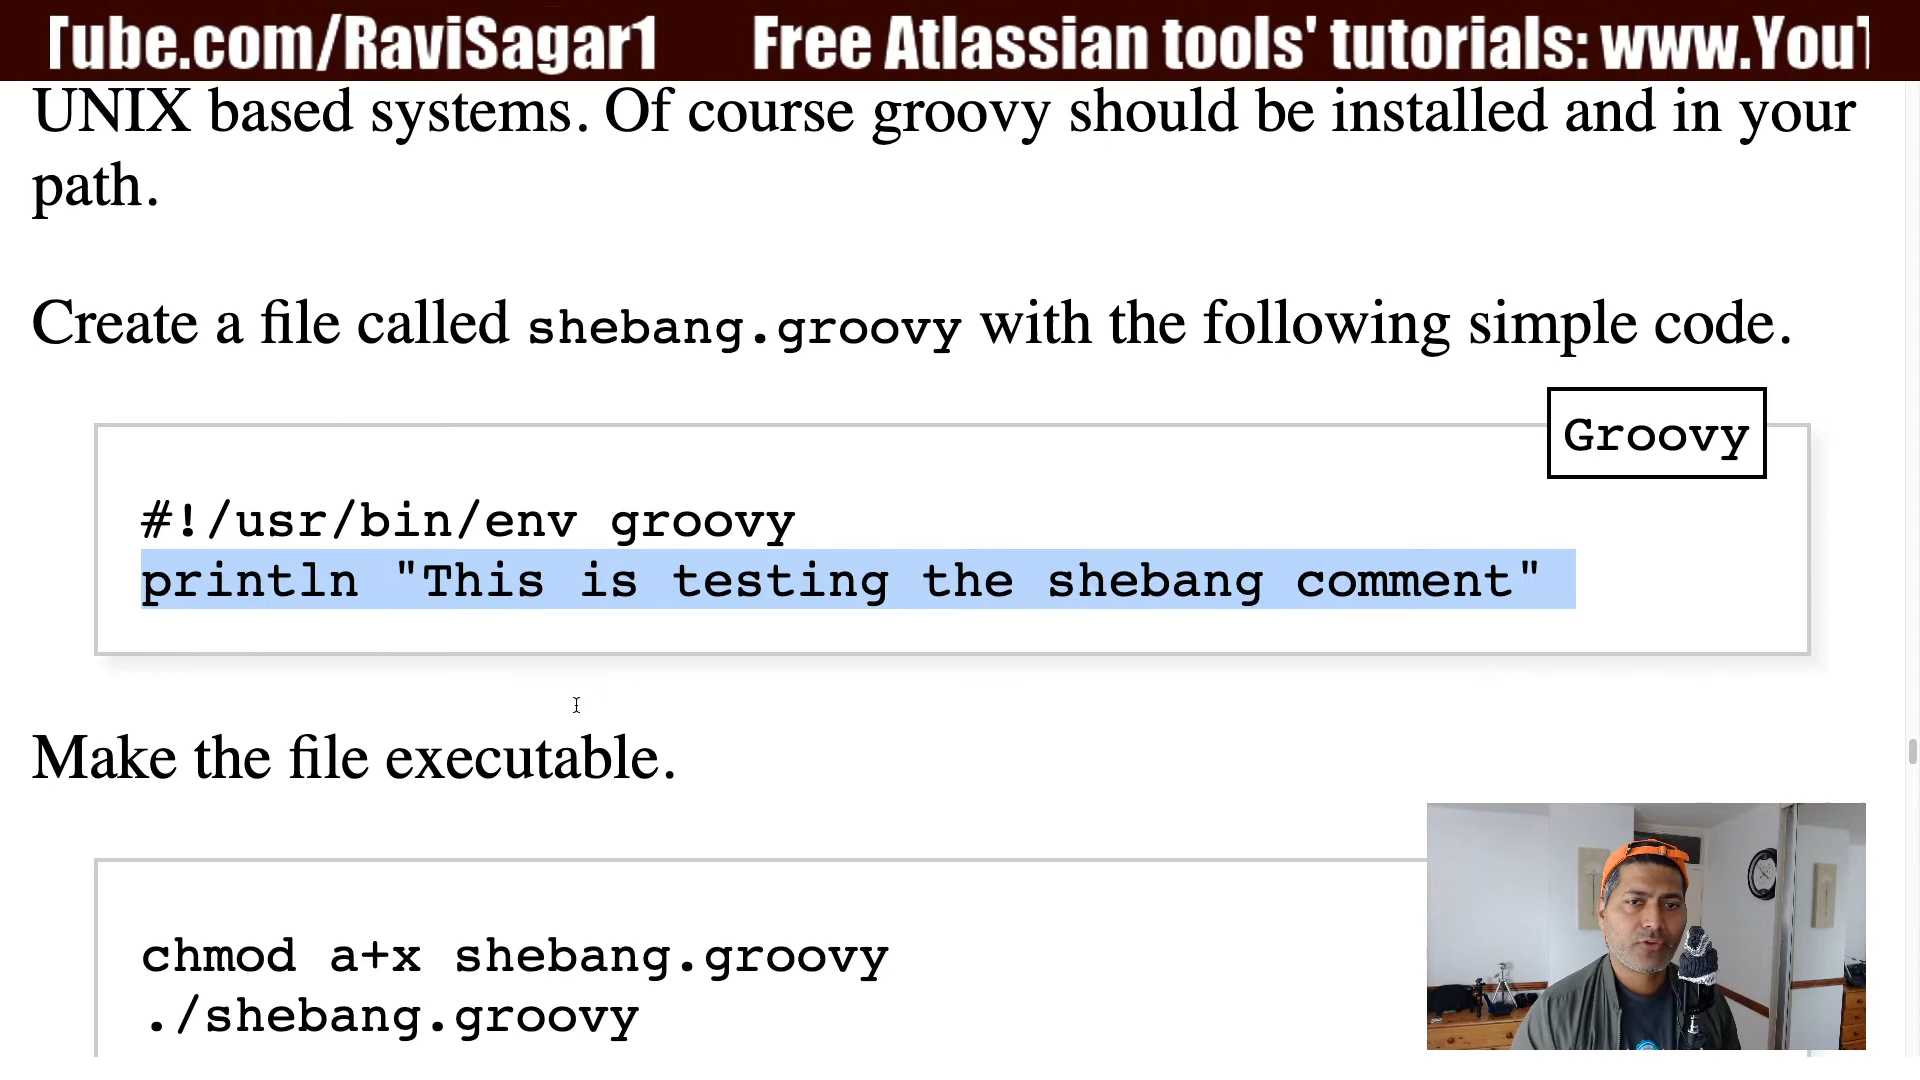 Tube.com/RaviSagar1 Free Atlassian tools' tutorials: www.YouT
UNIX based systems. Of course groovy should be installed and in your
path.
Create a file called shebang.groovy with the following simple code.
Groovy
#!/usr/bin/env groovy
println "This is testing the shebang comment"
Make the file executable.
chmod a+x shebang.groovy
./shebang.groovy